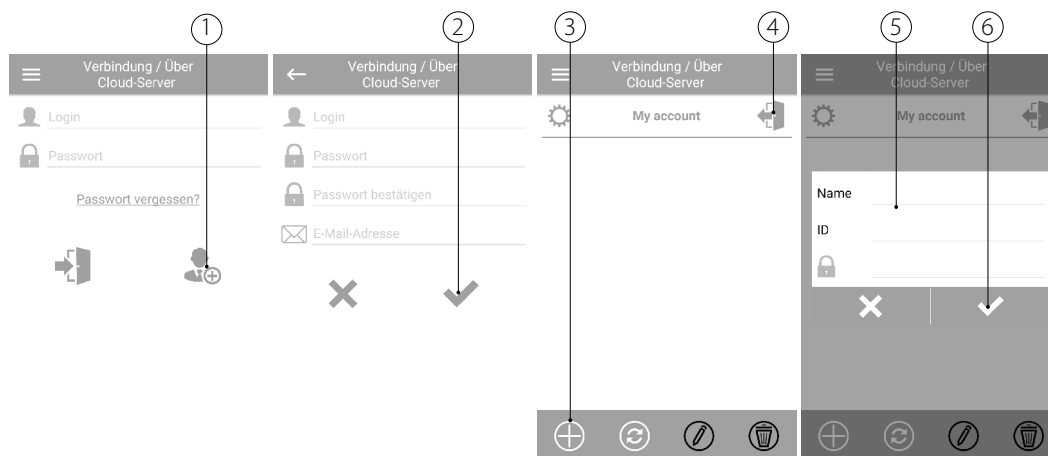 1
2
3
4
5
6
Verbindung / Über
Cloud-Server
Login
Passwort
Passwort vergessen?
Verbindung / Über
Cloud-Server
Login
Passwort
Passwort bestätigen
E-Mail-Adresse
Verbindung / Über
Cloud-Server
My account
Verbindung / Über
Cloud-Server
My account
Name
ID